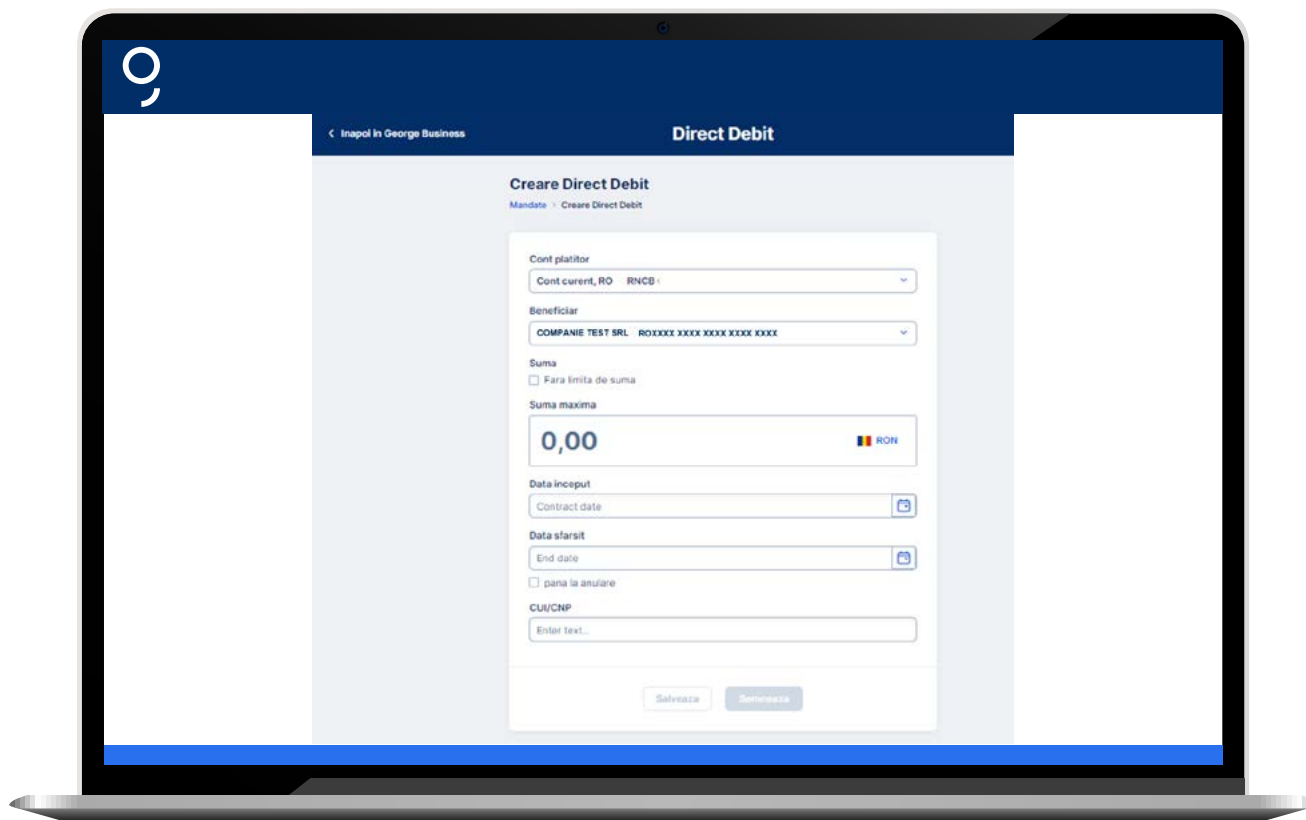 Inapoi in George Business
Direct Debit
Creare Direct Debit
Mandate > Creare Direct Debit
Cont platitor
Cont curent, RO RNCB
Beneficiar
COMPANIE TEST SRL ROXXXX XXXX XXXX XXXX XXXX
Suma
Fara limita de suma
Suma maxima
0,00 RON
Data inceput
Contract date
Data sfarsit
End date
pana la anulare
CUI/CNP
Enter text...
Salveaza Semneaza